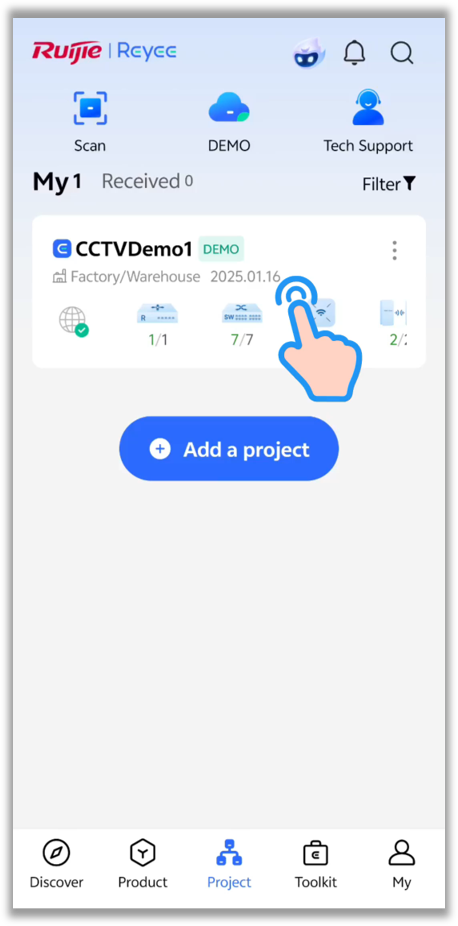 Ruijie | Reyee
Scan
DEMO
Tech Support
My 1
Received 0
Filter
CCTVDemo1 DEMO
Factory/Warehouse 2025.01.16
R
SW
1/1
7/7
2/
Add a project
Discover
Product
Project
Toolkit
My